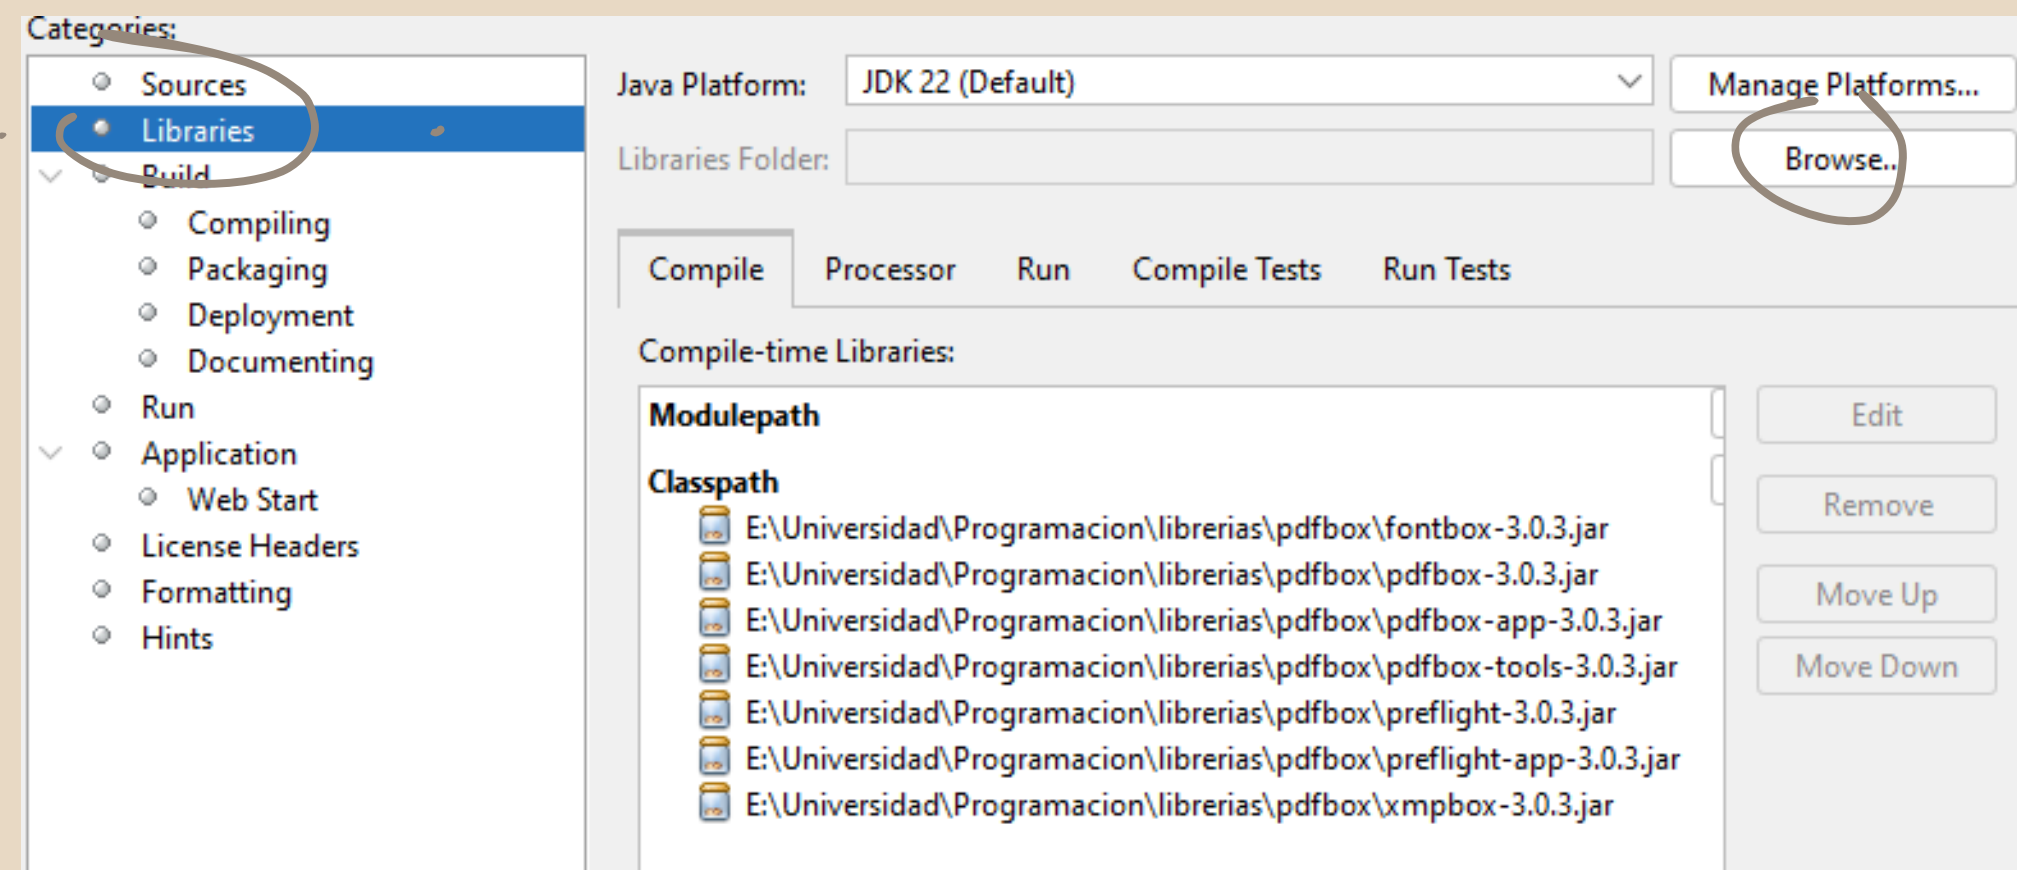 Categories:
Sources
Libraries
Build
Compiling
Packaging
Deployment
Documenting
Run
Application
Web Start
License Headers
Formatting
Hints
Java Platform: JDK 22 (Default) Manage Platforms...
Libraries Folder: Browse...
Compile Processor Run Compile Tests Run Tests
Compile-time Libraries:
Modulepath
Classpath
E:\Universidad\Programacion\librerias\pdfbox\fontbox-3.0.3.jar
E:\Universidad\Programacion\librerias\pdfbox\pdfbox-3.0.3.jar
E:\Universidad\Programacion\librerias\pdfbox\pdfbox-app-3.0.3.jar
E:\Universidad\Programacion\librerias\pdfbox\pdfbox-tools-3.0.3.jar
E:\Universidad\Programacion\librerias\pdfbox\preflight-3.0.3.jar
E:\Universidad\Programacion\librerias\pdfbox\preflight-app-3.0.3.jar
E:\Universidad\Programacion\librerias\pdfbox\xmpbox-3.0.3.jar
Edit
Remove
Move Up
Move Down